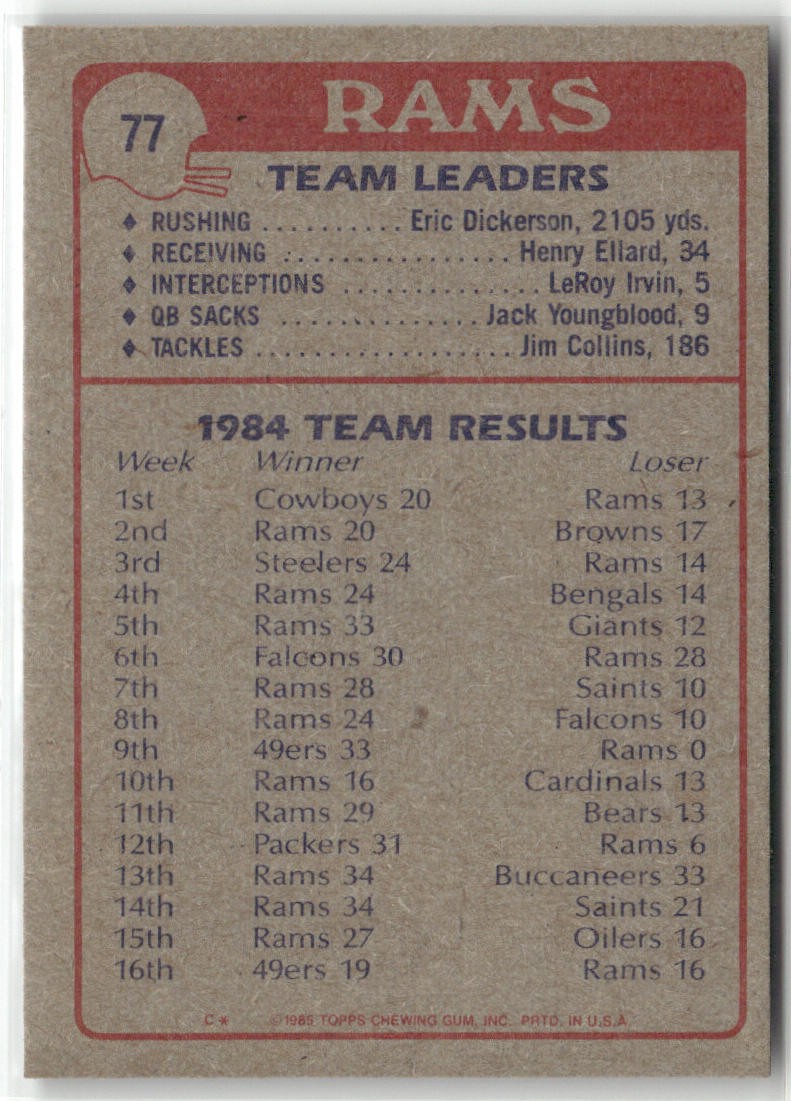 77
RAMS
TEAM LEADERS
♦ RUSHING .......... Eric Dickerson, 2105 yds.
♦ RECEIVING ................ Henry Ellard, 34
♦ INTERCEPTIONS .............. LeRoy Irvin, 5
♦ QB SACKS .............. Jack Youngblood, 9
♦ TACKLES .................. Jim Collins, 186
1984 TEAM RESULTS
Week Winner Loser
1st Cowboys 20 Rams 13
2nd Rams 20 Browns 17
3rd Steelers 24 Rams 14
4th Rams 24 Bengals 14
5th Rams 33 Giants 12
6th Falcons 30 Rams 28
7th Rams 28 Saints 10
8th Rams 24 Falcons 10
9th 49ers 33 Rams 0
10th Rams 16 Cardinals 13
11th Rams 29 Bears 13
12th Packers 31 Rams 6
13th Rams 34 Buccaneers 33
14th Rams 34 Saints 21
15th Rams 27 Oilers 16
16th 49ers 19 Rams 16
C* ©1985 TOPPS CHEWING GUM, INC. PRTD. IN U.S.A.